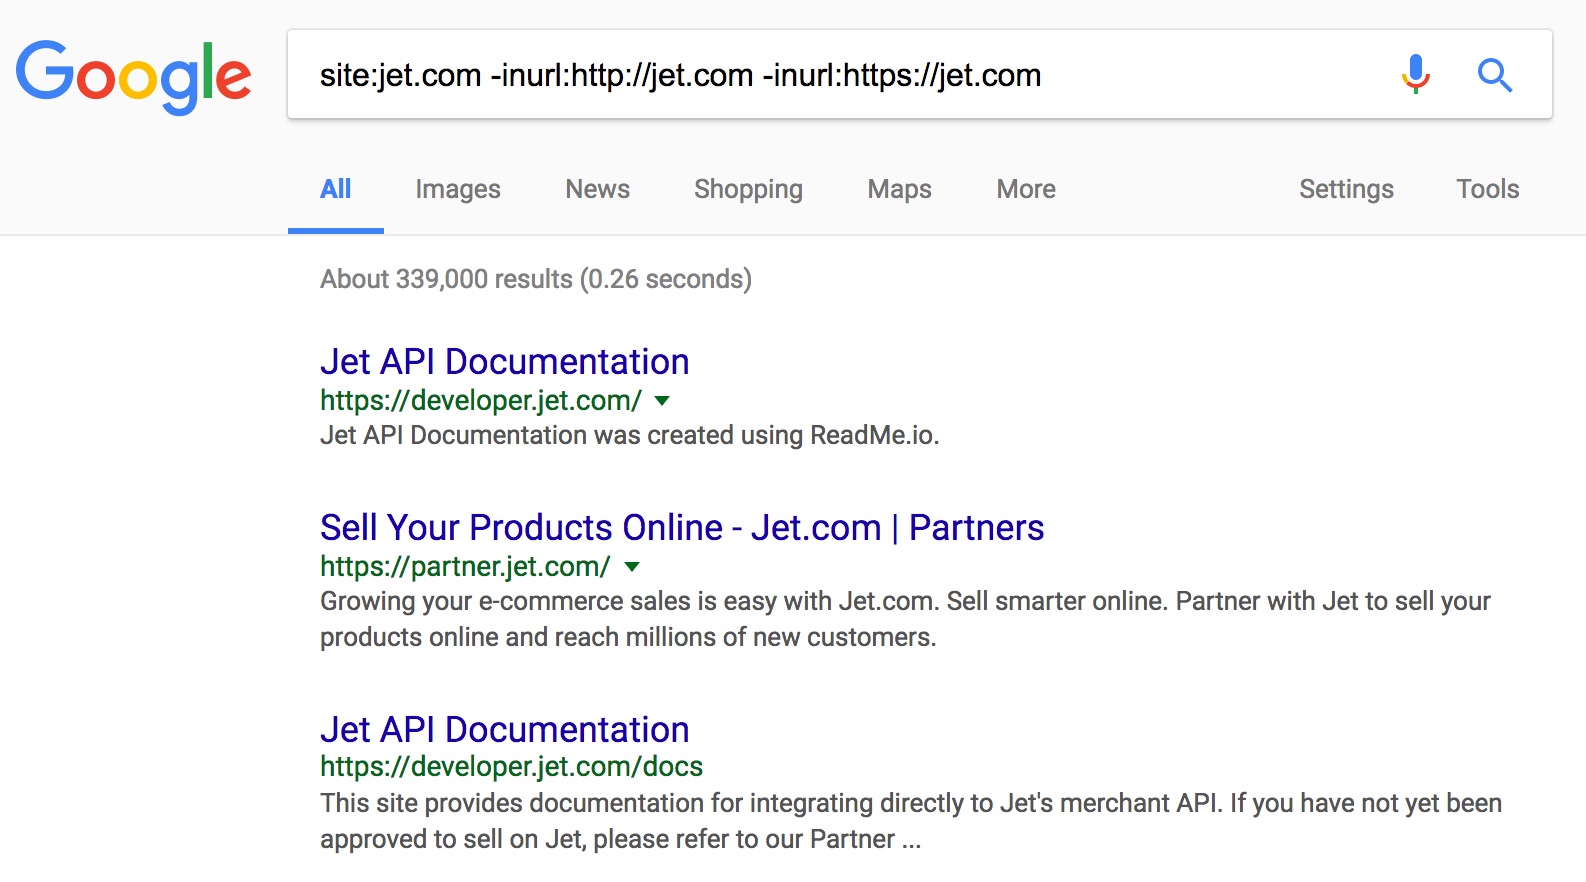 Google
site:jet.com -inurl:http://jet.com -inurl:https://jet.com
All Images News Shopping Maps More Settings Tools
About 339,000 results (0.26 seconds)
Jet API Documentation
https://developer.jet.com/
Jet API Documentation was created using ReadMe.io.
Sell Your Products Online - Jet.com | Partners
https://partner.jet.com/
Growing your e-commerce sales is easy with Jet.com. Sell smarter online. Partner with Jet to sell your
products online and reach millions of new customers.
Jet API Documentation
https://developer.jet.com/docs
This site provides documentation for integrating directly to Jet's merchant API. If you have not yet been
approved to sell on Jet, please refer to our Partner ...